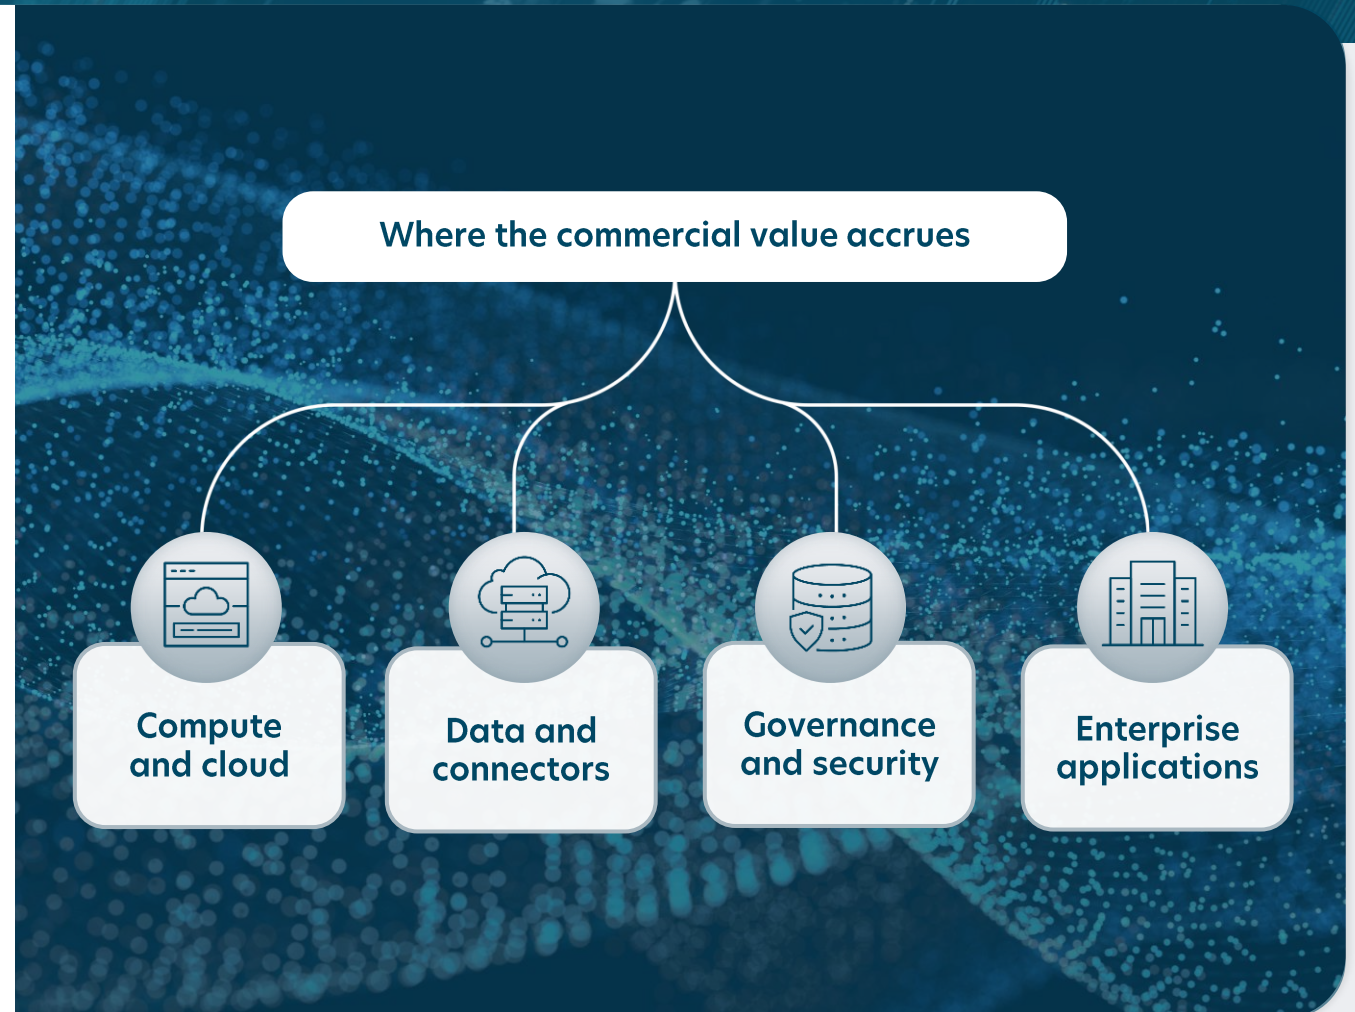 Where the commercial value accrues
Compute
and cloud
Data and
connectors
Governance
and security
Enterprise
applications